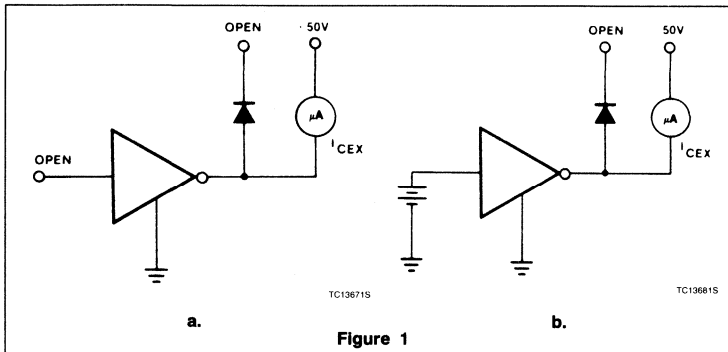 OPEN
50V
OPEN
50V
μA
μA
ICEX
ICEX
OPEN
TC13671S
TC13681S
a.
Figure 1
b.